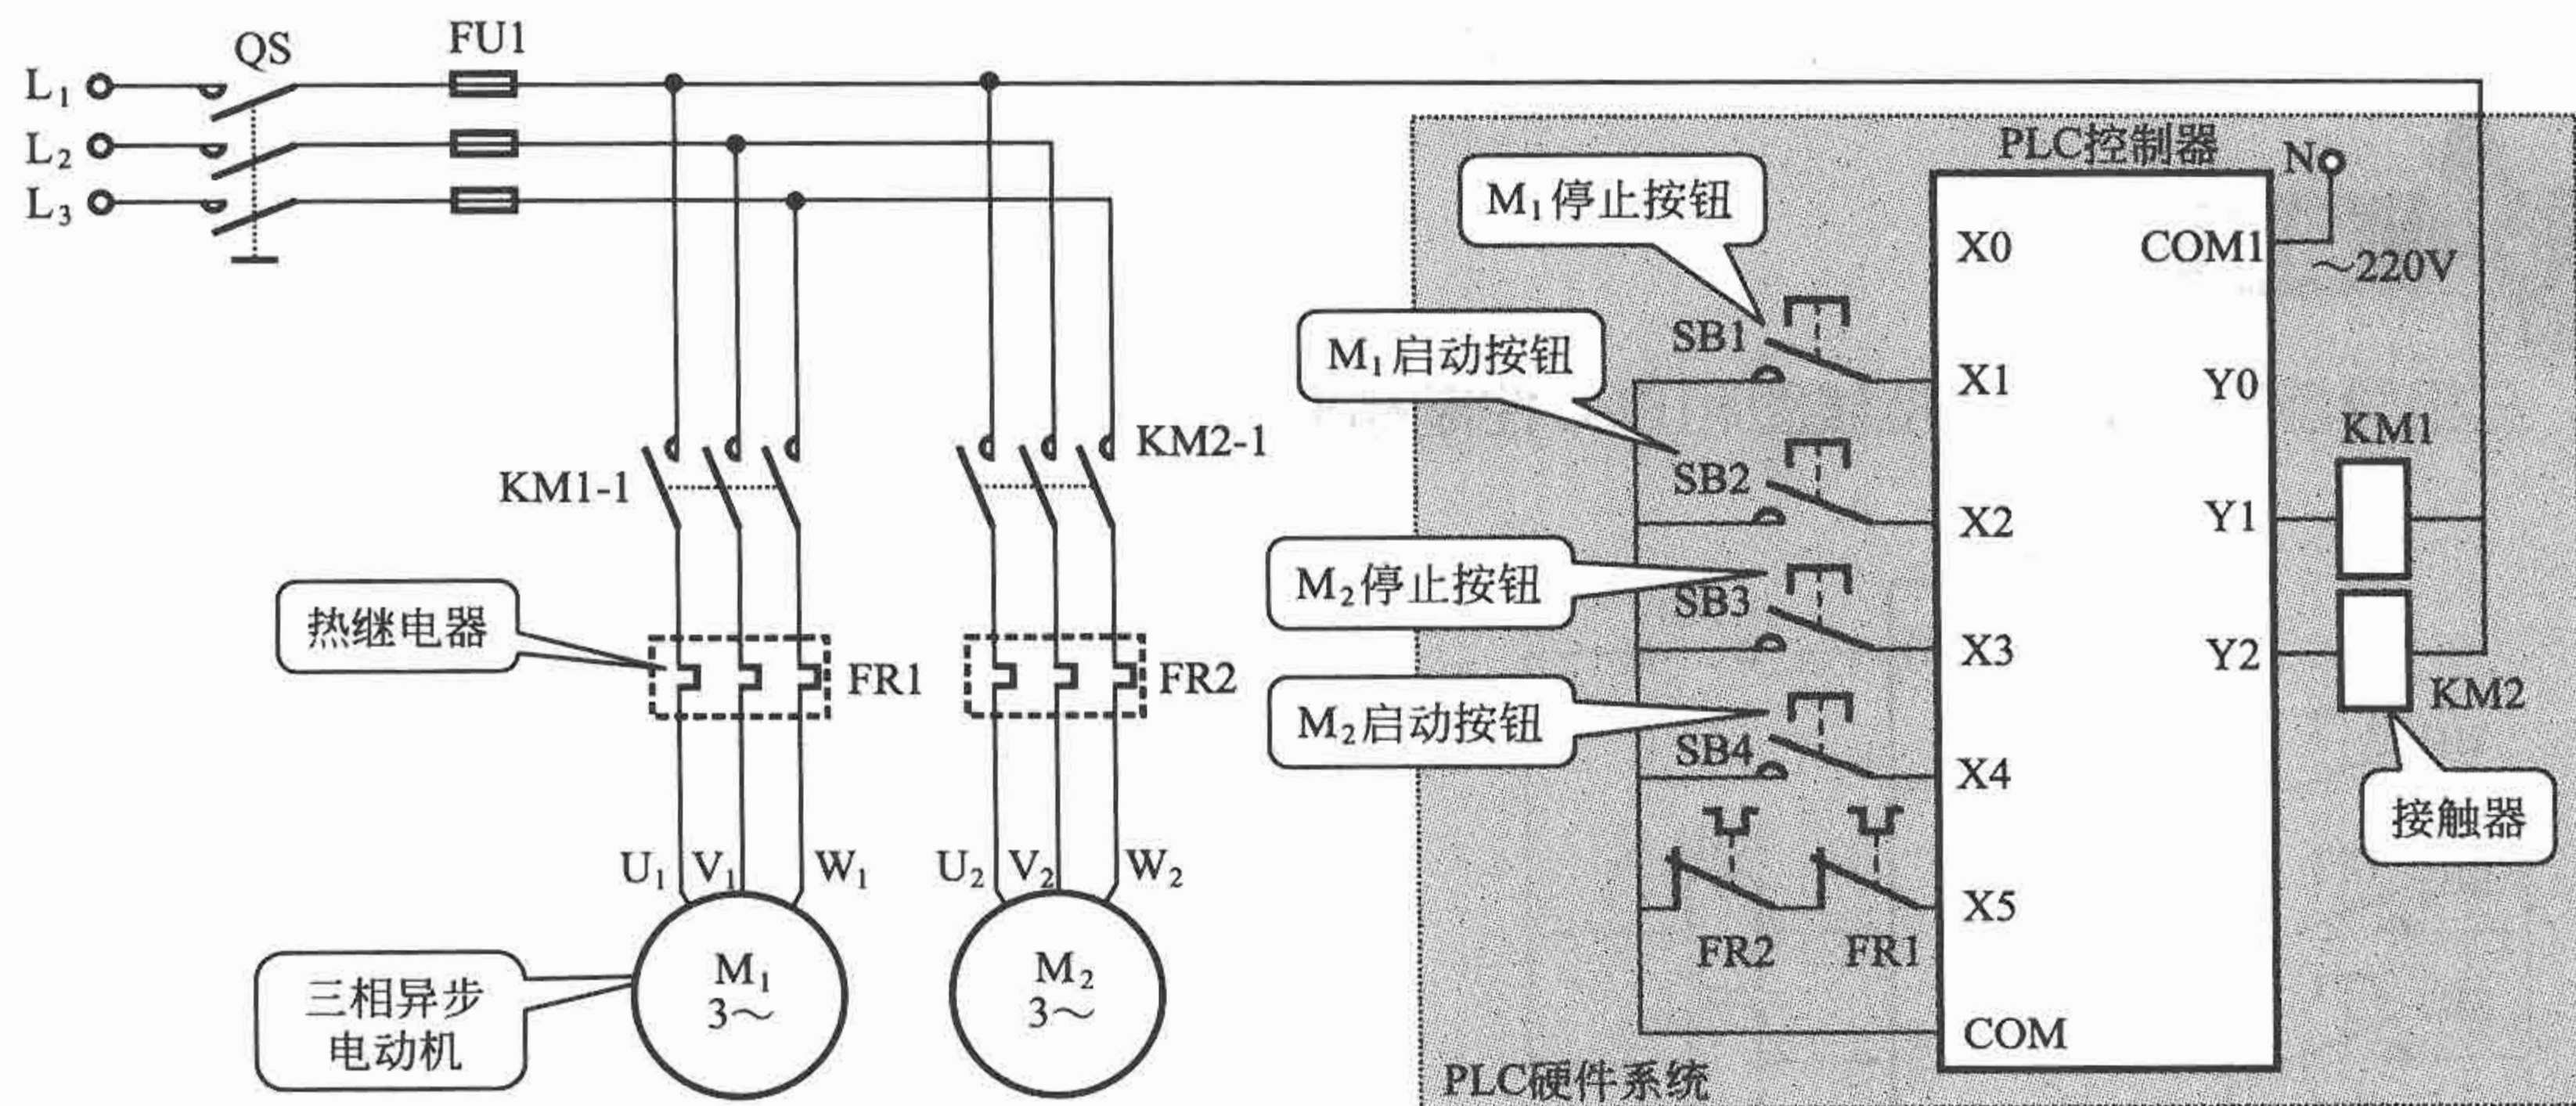 QS
FU1
L₁
L₂
L₃
PLC控制器
N
M₁停止按钮
X0
COM1
～220V
M₁启动按钮
SB1
X1
Y0
KM1-1
KM2-1
SB2
X2
Y1
KM1
M₂停止按钮
SB3
X3
Y2
KM2
热继电器
FR1
FR2
M₂启动按钮
SB4
X4
接触器
U₁
V₁
W₁
U₂
V₂
W₂
X5
FR2
FR1
三相异步
电动机
M₁
3～
M₂
3～
COM
PLC硬件系统